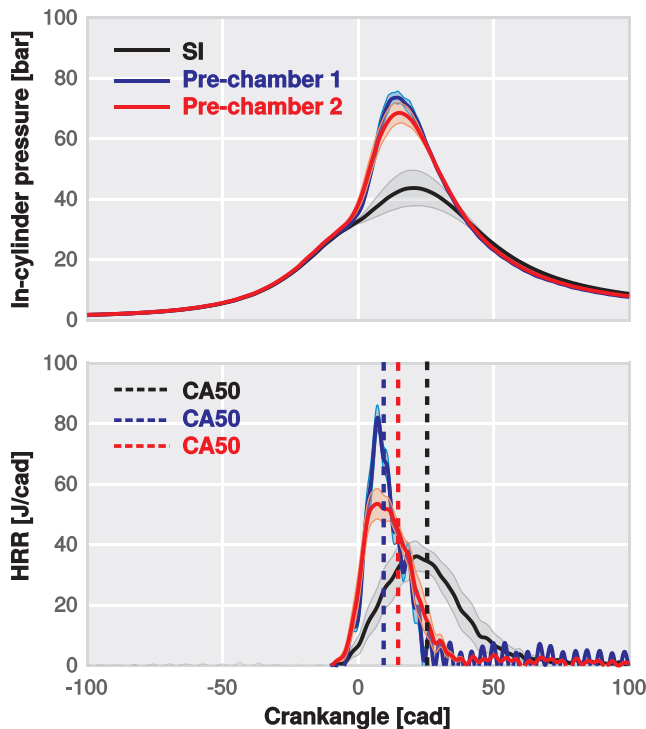 100
80
60
40
20
0
In-cylinder pressure [bar]
SI
Pre-chamber 1
Pre-chamber 2
100
80
60
40
20
0
HRR [J/cad]
CA50
CA50
CA50
-100
-50
0
50
100
Crankangle [cad]